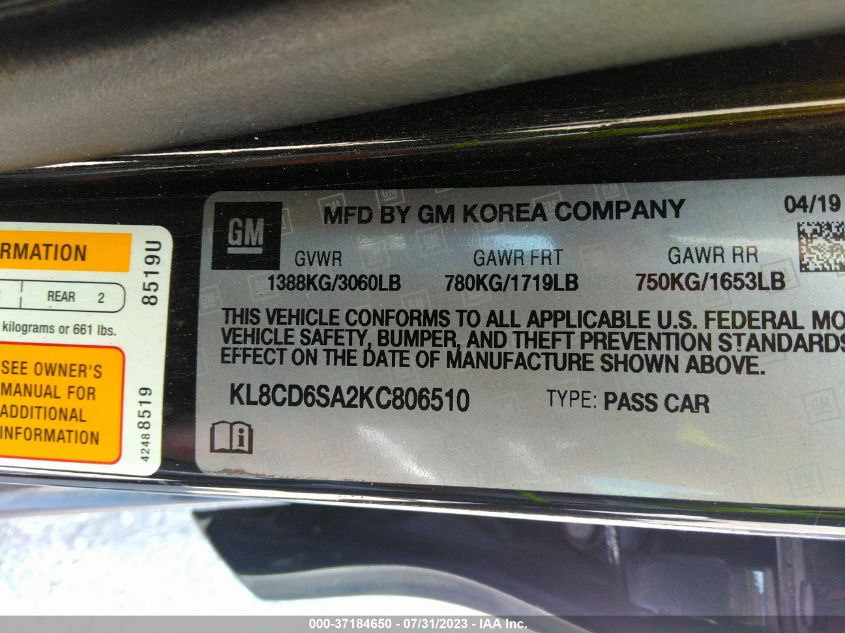 RMATION
REAR 2
kilograms or 661 lbs.
SEE OWNER'S
MANUAL FOR
ADDITIONAL
INFORMATION
8519U
42488519
GM
MFD BY GM KOREA COMPANY
04/19
GVWR GAWR FRT GAWR RR
1388KG/3060LB 780KG/1719LB 750KG/1653LB
THIS VEHICLE CONFORMS TO ALL APPLICABLE U.S. FEDERAL MO
VEHICLE SAFETY, BUMPER, AND THEFT PREVENTION STANDARDS
EFFECT ON THE DATE OF MANUFACTURE SHOWN ABOVE.
KL8CD6SA2KC806510 TYPE: PASS CAR
000-37184650 / 07/31/2023 - IAA Inc.